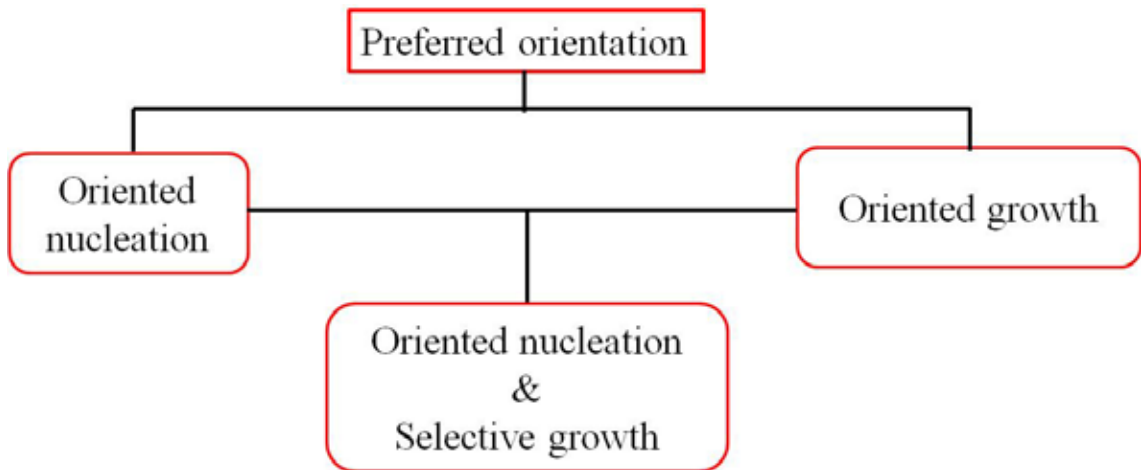 Preferred orientation
Oriented
nucleation
Oriented growth
Oriented nucleation
&
Selective growth